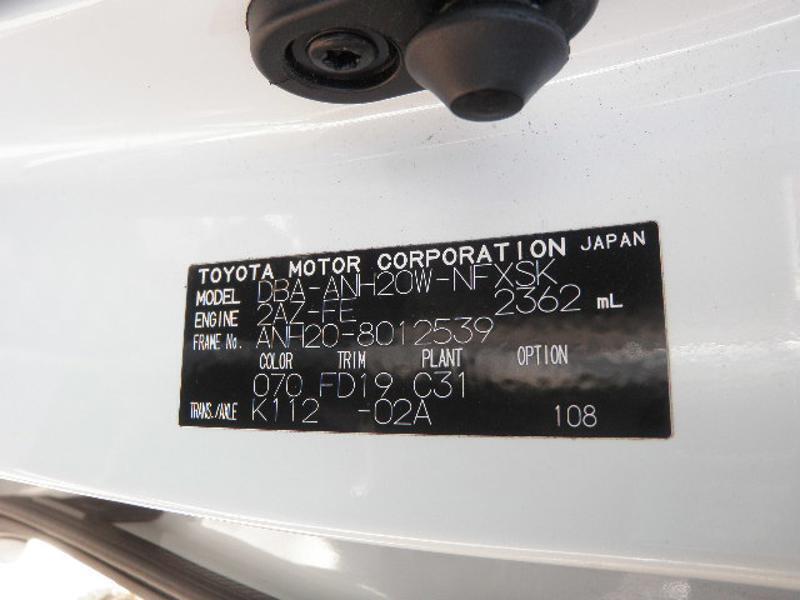 TOYOTA MOTOR CORPORATION JAPAN
MODEL DBA-ANH20W-NFXSK
ENGINE 2AZ-FE 2362 mL
FRAME No. ANH20-8012539
COLOR TRIM PLANT OPTION
070 FD19 C31
TRANS./AXLE K112 -02A 108